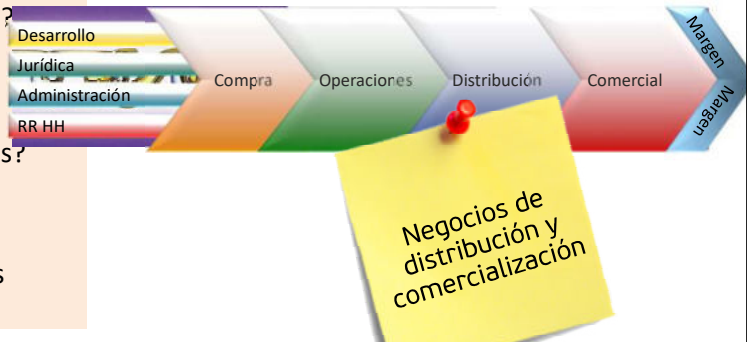 ?
Desarrollo
Jurídica
Administración
RR HH
Compra
Operaciones
Distribución
Comercial
Margen
Margen
s?
s
Negocios de
distribución y
comercialización